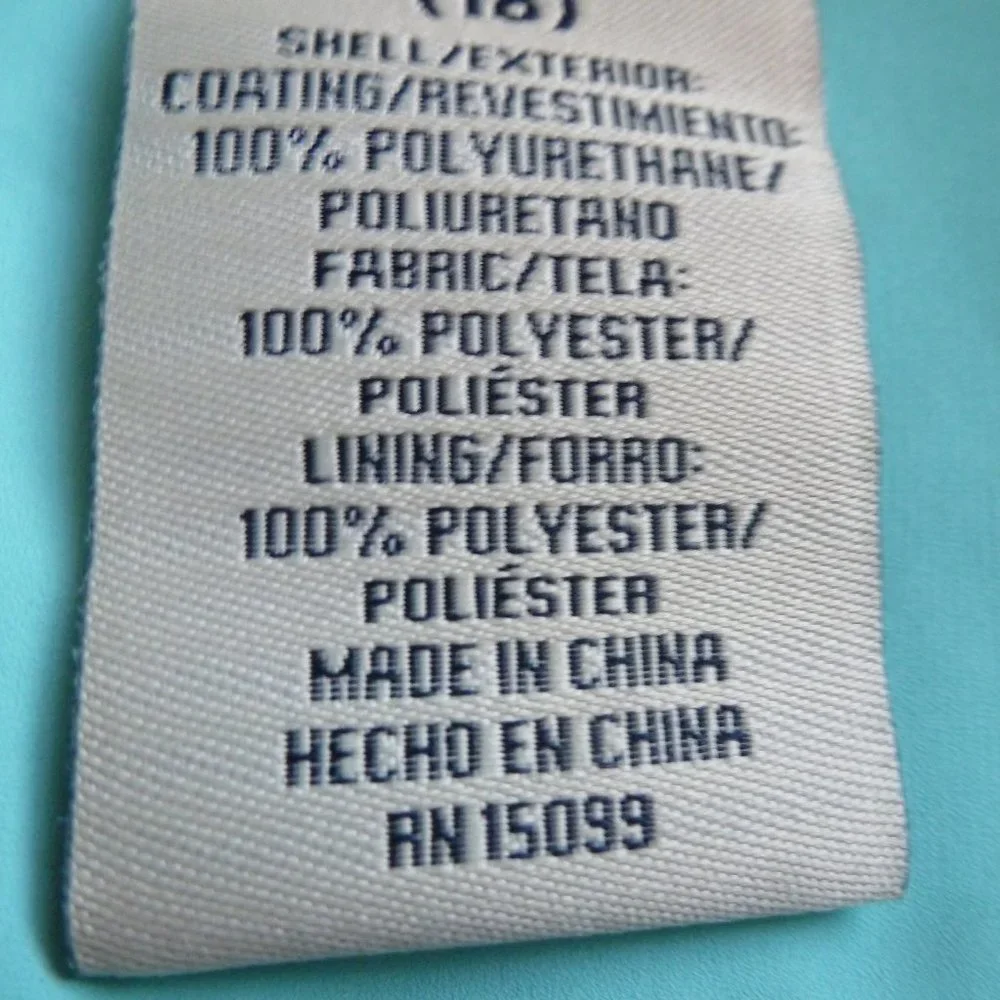 (18)
SHELL/EXTERIOR:
COATING/REVESTIMIENTO:
100% POLYURETHANE/
POLIURETANO
FABRIC/TELA:
100% POLYESTER/
POLIÉSTER
LINING/FORRO:
100% POLYESTER/
POLIÉSTER
MADE IN CHINA
HECHO EN CHINA
RN 15099